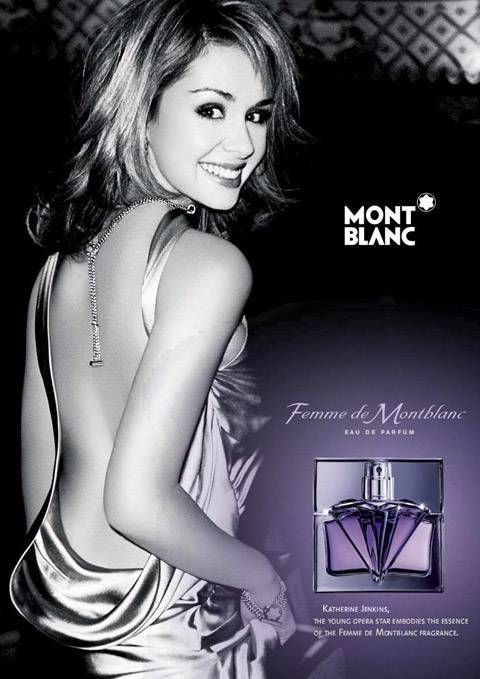 MONT
BLANC
Femme de Montblanc
EAU DE PARFUM
KATHERINE JENKINS,
THE YOUNG OPERA STAR EMBODIES THE ESSENCE
OF THE FEMME DE MONTBLANC FRAGRANCE.